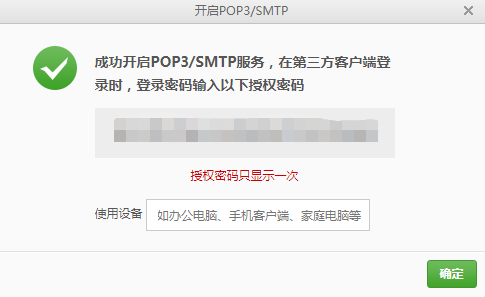 开启POP3/SMTP
成功开启POP3/SMTP服务，在第三方客户端登
录时，登录密码输入以下授权密码
授权密码只显示一次
使用设备 如办公电脑、手机客户端、家庭电脑等
确定